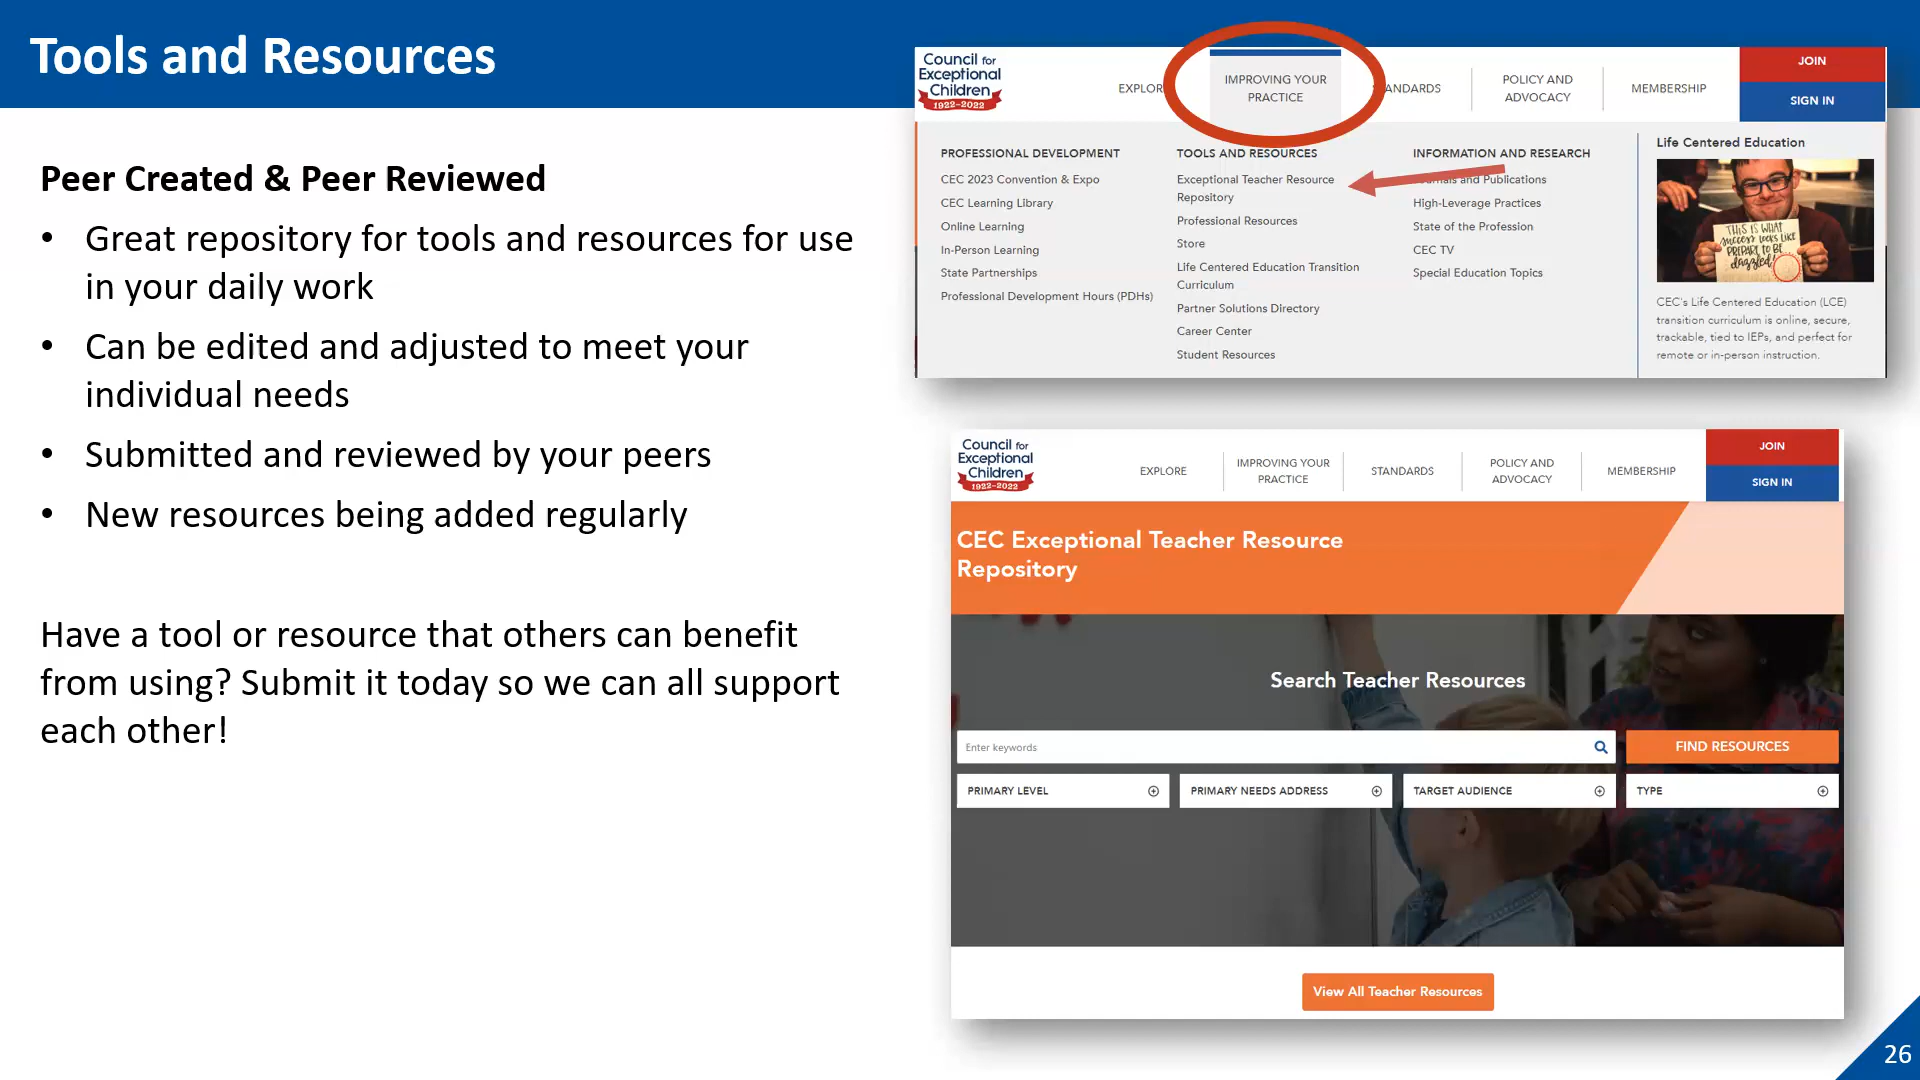 Tools and Resources
Peer Created & Peer Reviewed
• Great repository for tools and resources for use
in your daily work
• Can be edited and adjusted to meet your
individual needs
• Submitted and reviewed by your peers
• New resources being added regularly
Have a tool or resource that others can benefit
from using? Submit it today so we can all support
each other!
Council for
Exceptional
Children
1922-2022
EXPLOR
IMPROVING YOUR
PRACTICE
ANDARDS
POLICY AND
ADVOCACY
MEMBERSHIP
JOIN
SIGN IN
PROFESSIONAL DEVELOPMENT
CEC 2023 Convention & Expo
CEC Learning Library
Online Learning
In-Person Learning
State Partnerships
Professional Development Hours (PDHs)
TOOLS AND RESOURCES
Exceptional Teacher Resource
Repository
Professional Resources
Store
Life Centered Education Transition
Curriculum
Partner Solutions Directory
Career Center
Student Resources
INFORMATION AND RESEARCH
and Publications
High-Leverage Practices
State of the Profession
CEC TV
Special Education Topics
Life Centered Education
THIS IS WHAT
success looks like
PREPARE TO BE
dazzled!
CEC's Life Centered Education (LCE)
transition curriculum is online, secure,
trackable, tied to IEPs, and perfect for
remote or in-person instruction.
Council for
Exceptional
Children
1922-2022
EXPLORE
IMPROVING YOUR
PRACTICE
STANDARDS
POLICY AND
ADVOCACY
MEMBERSHIP
JOIN
SIGN IN
CEC Exceptional Teacher Resource
Repository
Search Teacher Resources
Enter keywords
FIND RESOURCES
PRIMARY LEVEL
PRIMARY NEEDS ADDRESS
TARGET AUDIENCE
TYPE
View All Teacher Resources
26